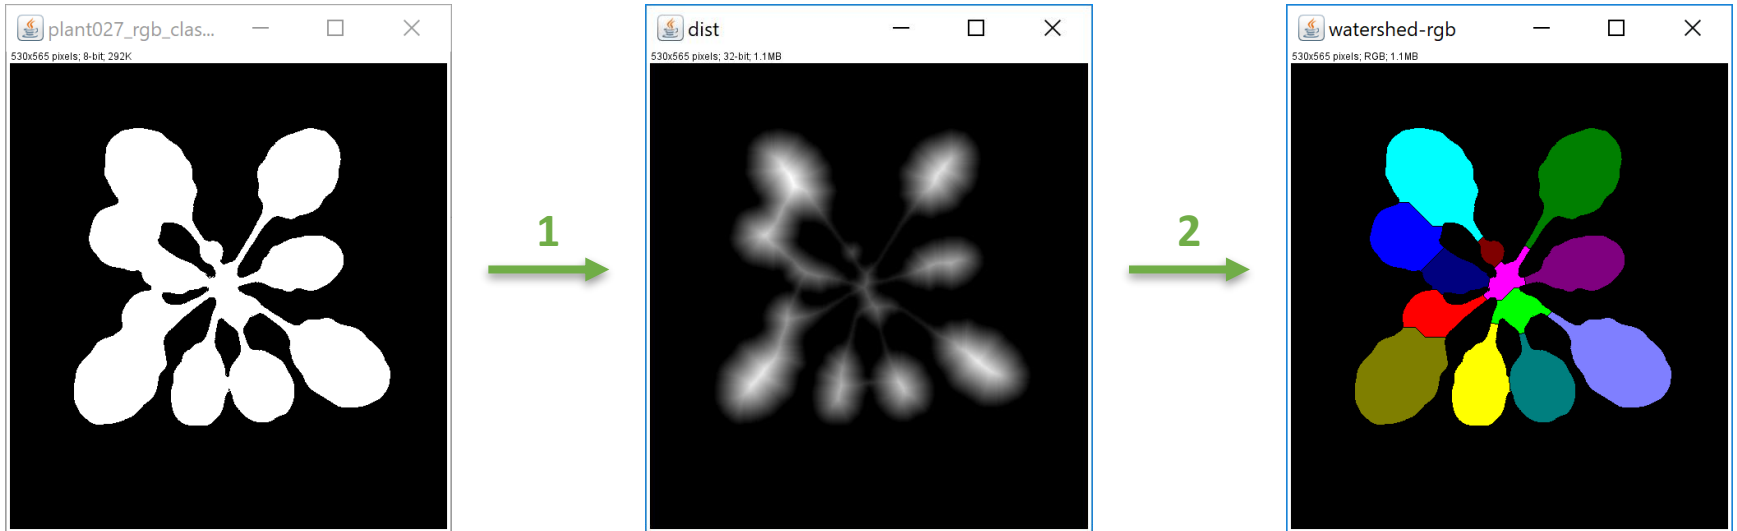 plant027_rgb_clas...
530x565 pixels; 8-bit; 292K
1
dist
530x565 pixels; 32-bit; 1.1MB
2
watershed-rgb
530x565 pixels; RGB; 1.1MB